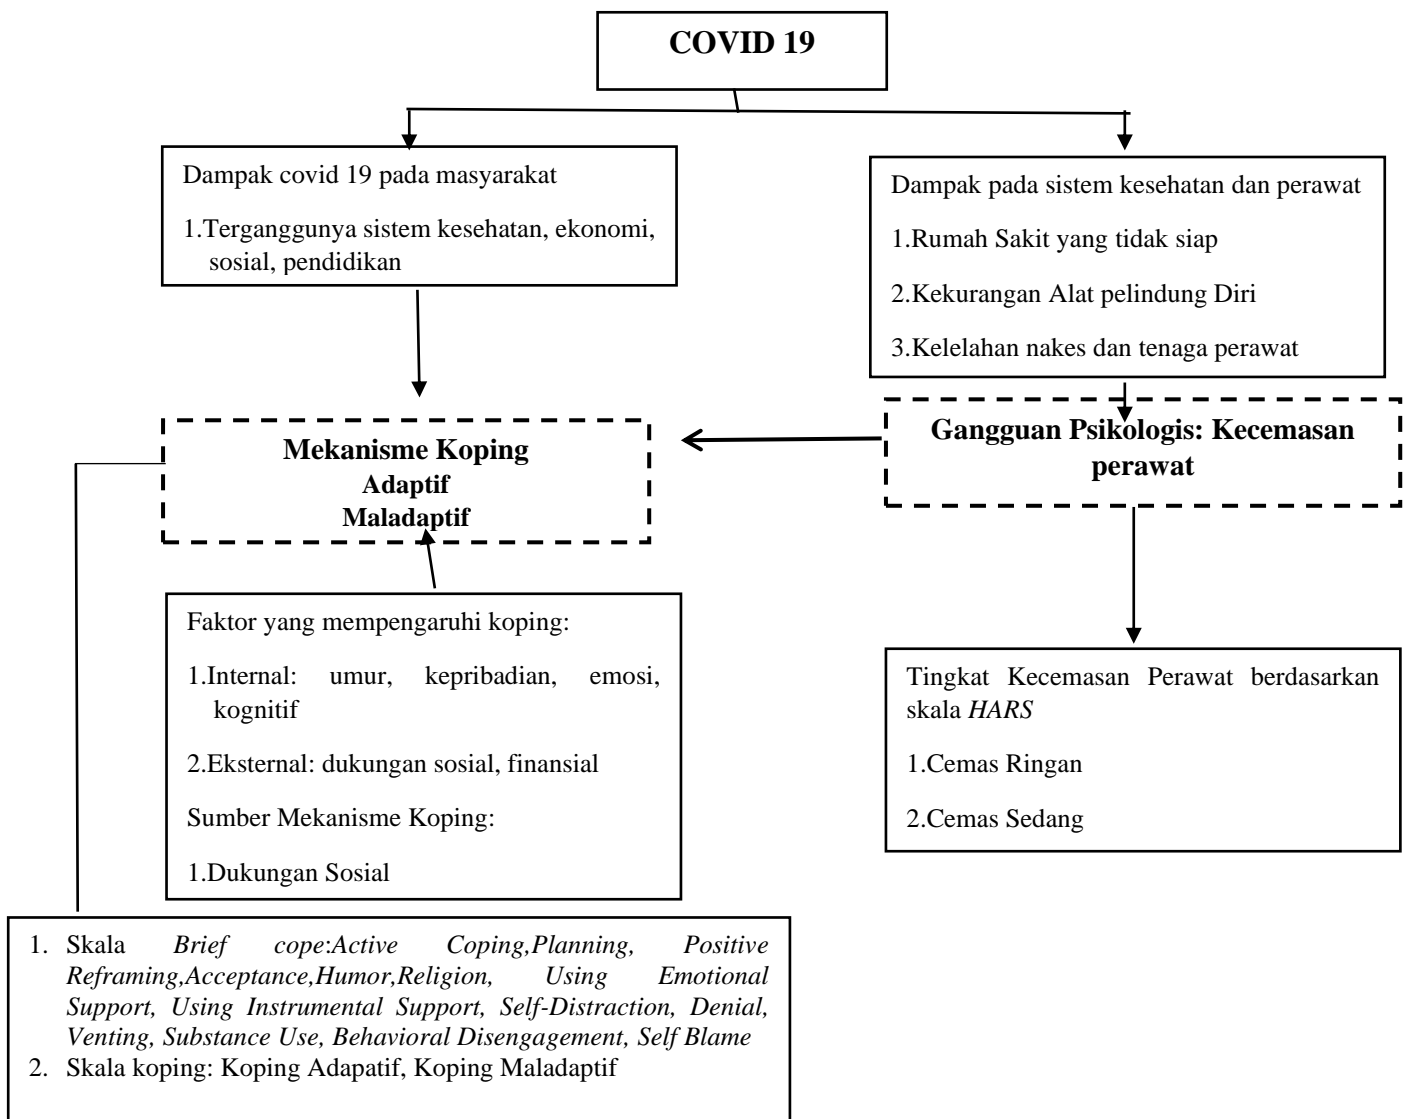 COVID 19
Dampak covid 19 pada masyarakat
1.Terganggunya sistem kesehatan, ekonomi,
sosial, pendidikan
Dampak pada sistem kesehatan dan perawat
1.Rumah Sakit yang tidak siap
2.Kekurangan Alat pelindung Diri
3.Kelelahan nakes dan tenaga perawat
Mekanisme Koping
Adaptif
Maladaptif
Gangguan Psikologis: Kecemasan
perawat
Faktor yang mempengaruhi koping:
1.Internal: umur, kepribadian, emosi,
kognitif
2.Eksternal: dukungan sosial, finansial
Sumber Mekanisme Koping:
1.Dukungan Sosial
Tingkat Kecemasan Perawat berdasarkan
skala HARS
1.Cemas Ringan
2.Cemas Sedang
1. Skala Brief cope:Active Coping,Planning, Positive
Reframing,Acceptance,Humor,Religion, Using Emotional
Support, Using Instrumental Support, Self-Distraction, Denial,
Venting, Substance Use, Behavioral Disengagement, Self Blame
2. Skala koping: Koping Adapatif, Koping Maladaptif